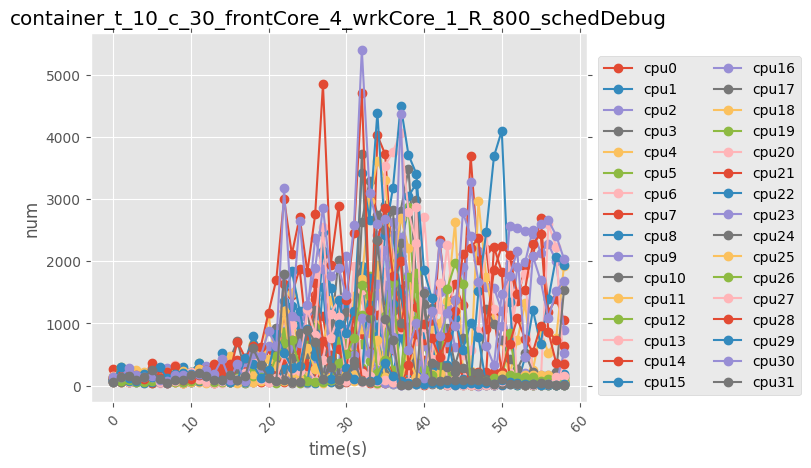 container_t_10_c_30_frontCore_4_wrkCore_1_R_800_schedDebug
num
5000
4000
3000
2000
1000
0
0
10
20
30
40
50
60
time(s)
cpu0
cpu1
cpu2
cpu3
cpu4
cpu5
cpu6
cpu7
cpu8
cpu9
cpu10
cpu11
cpu12
cpu13
cpu14
cpu15
cpu16
cpu17
cpu18
cpu19
cpu20
cpu21
cpu22
cpu23
cpu24
cpu25
cpu26
cpu27
cpu28
cpu29
cpu30
cpu31